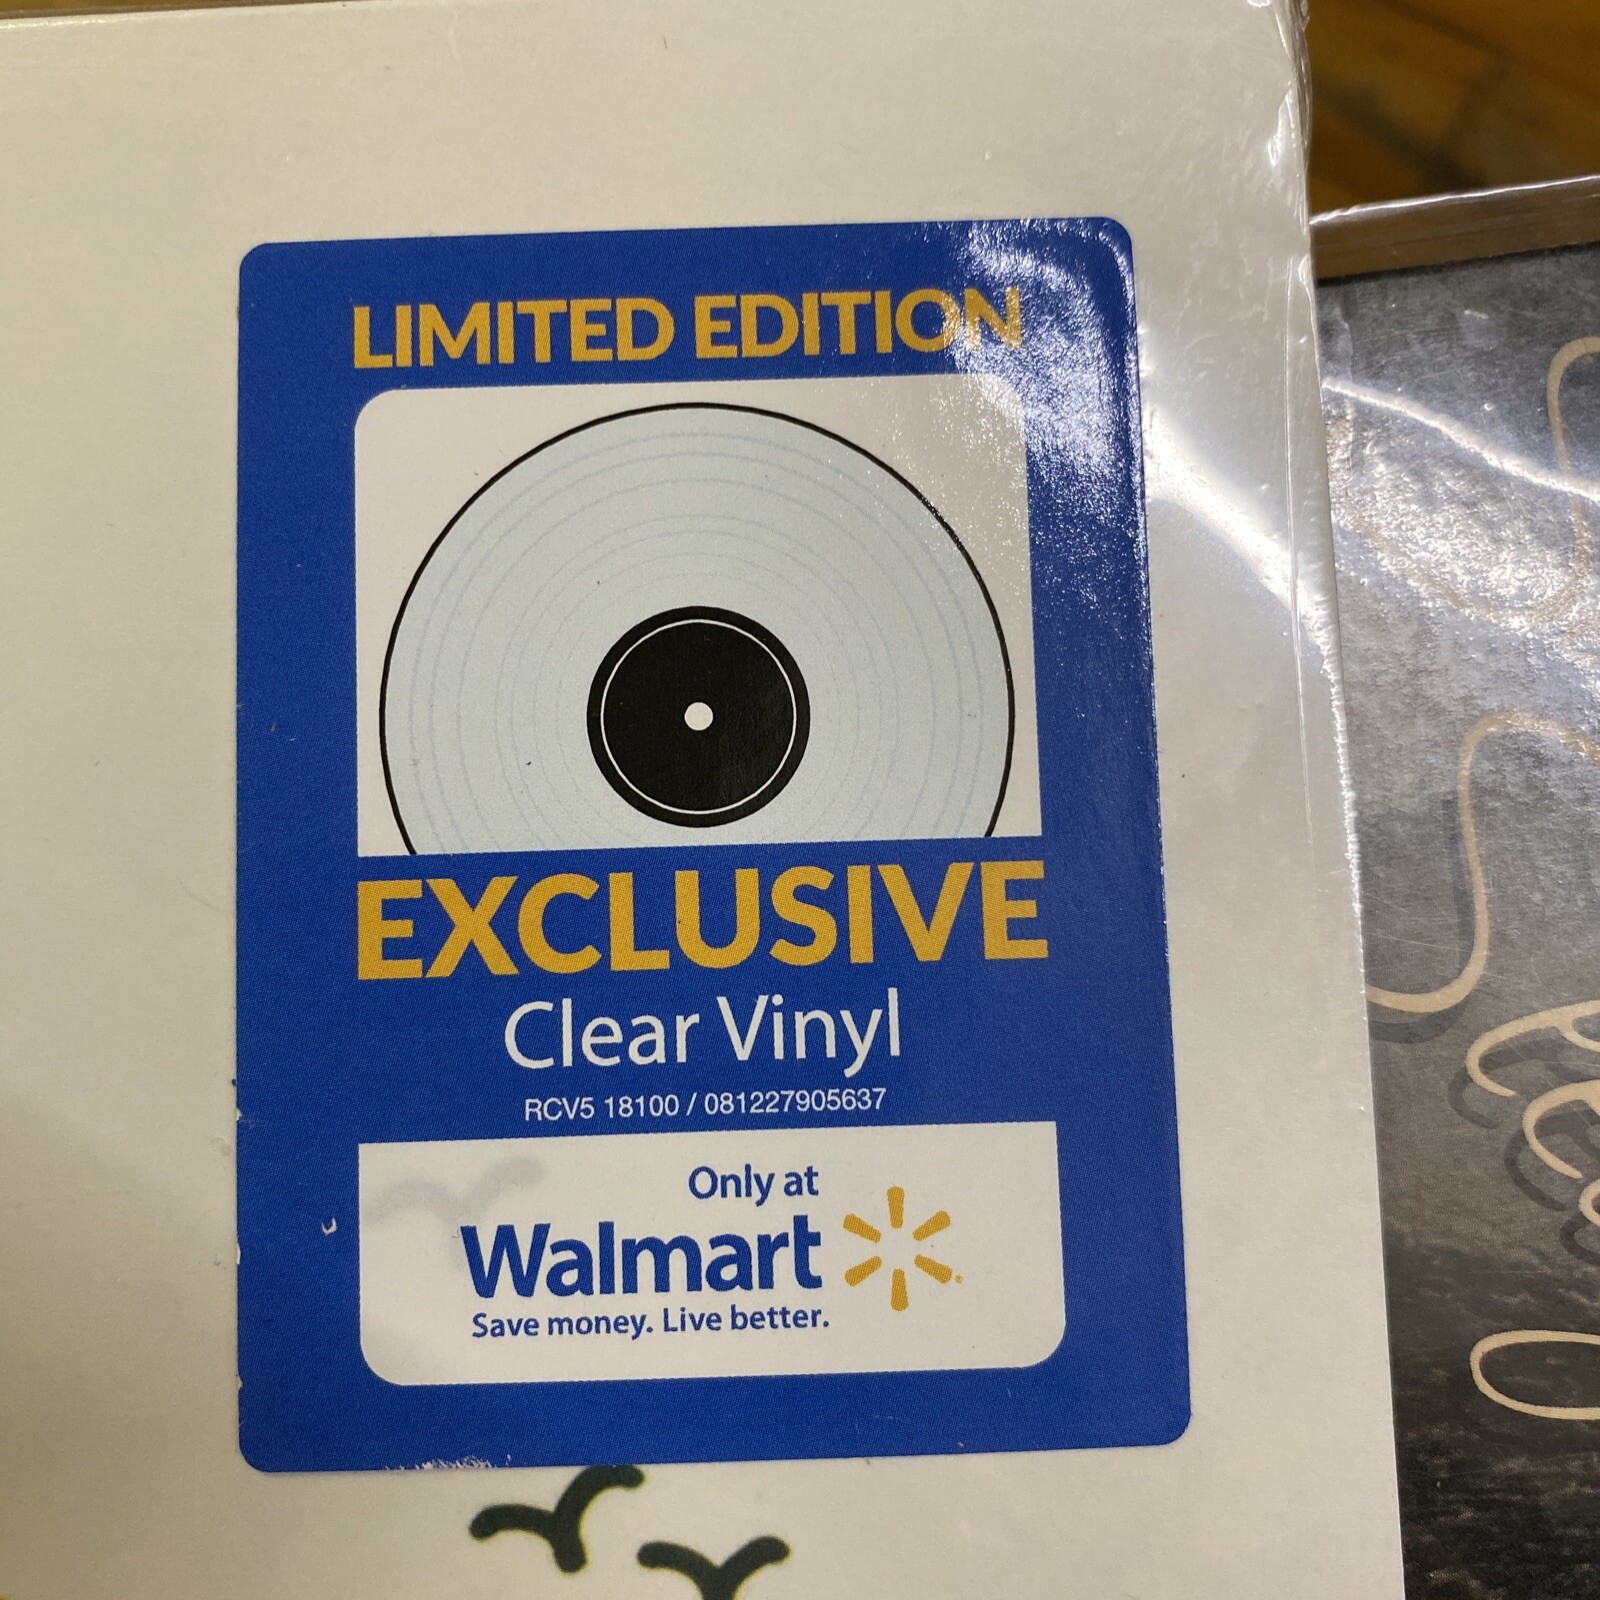 LIMITED EDITION
EXCLUSIVE
Clear Vinyl
RCV5 18100 / 081227905637
Only at
Walmart
Save money. Live better.